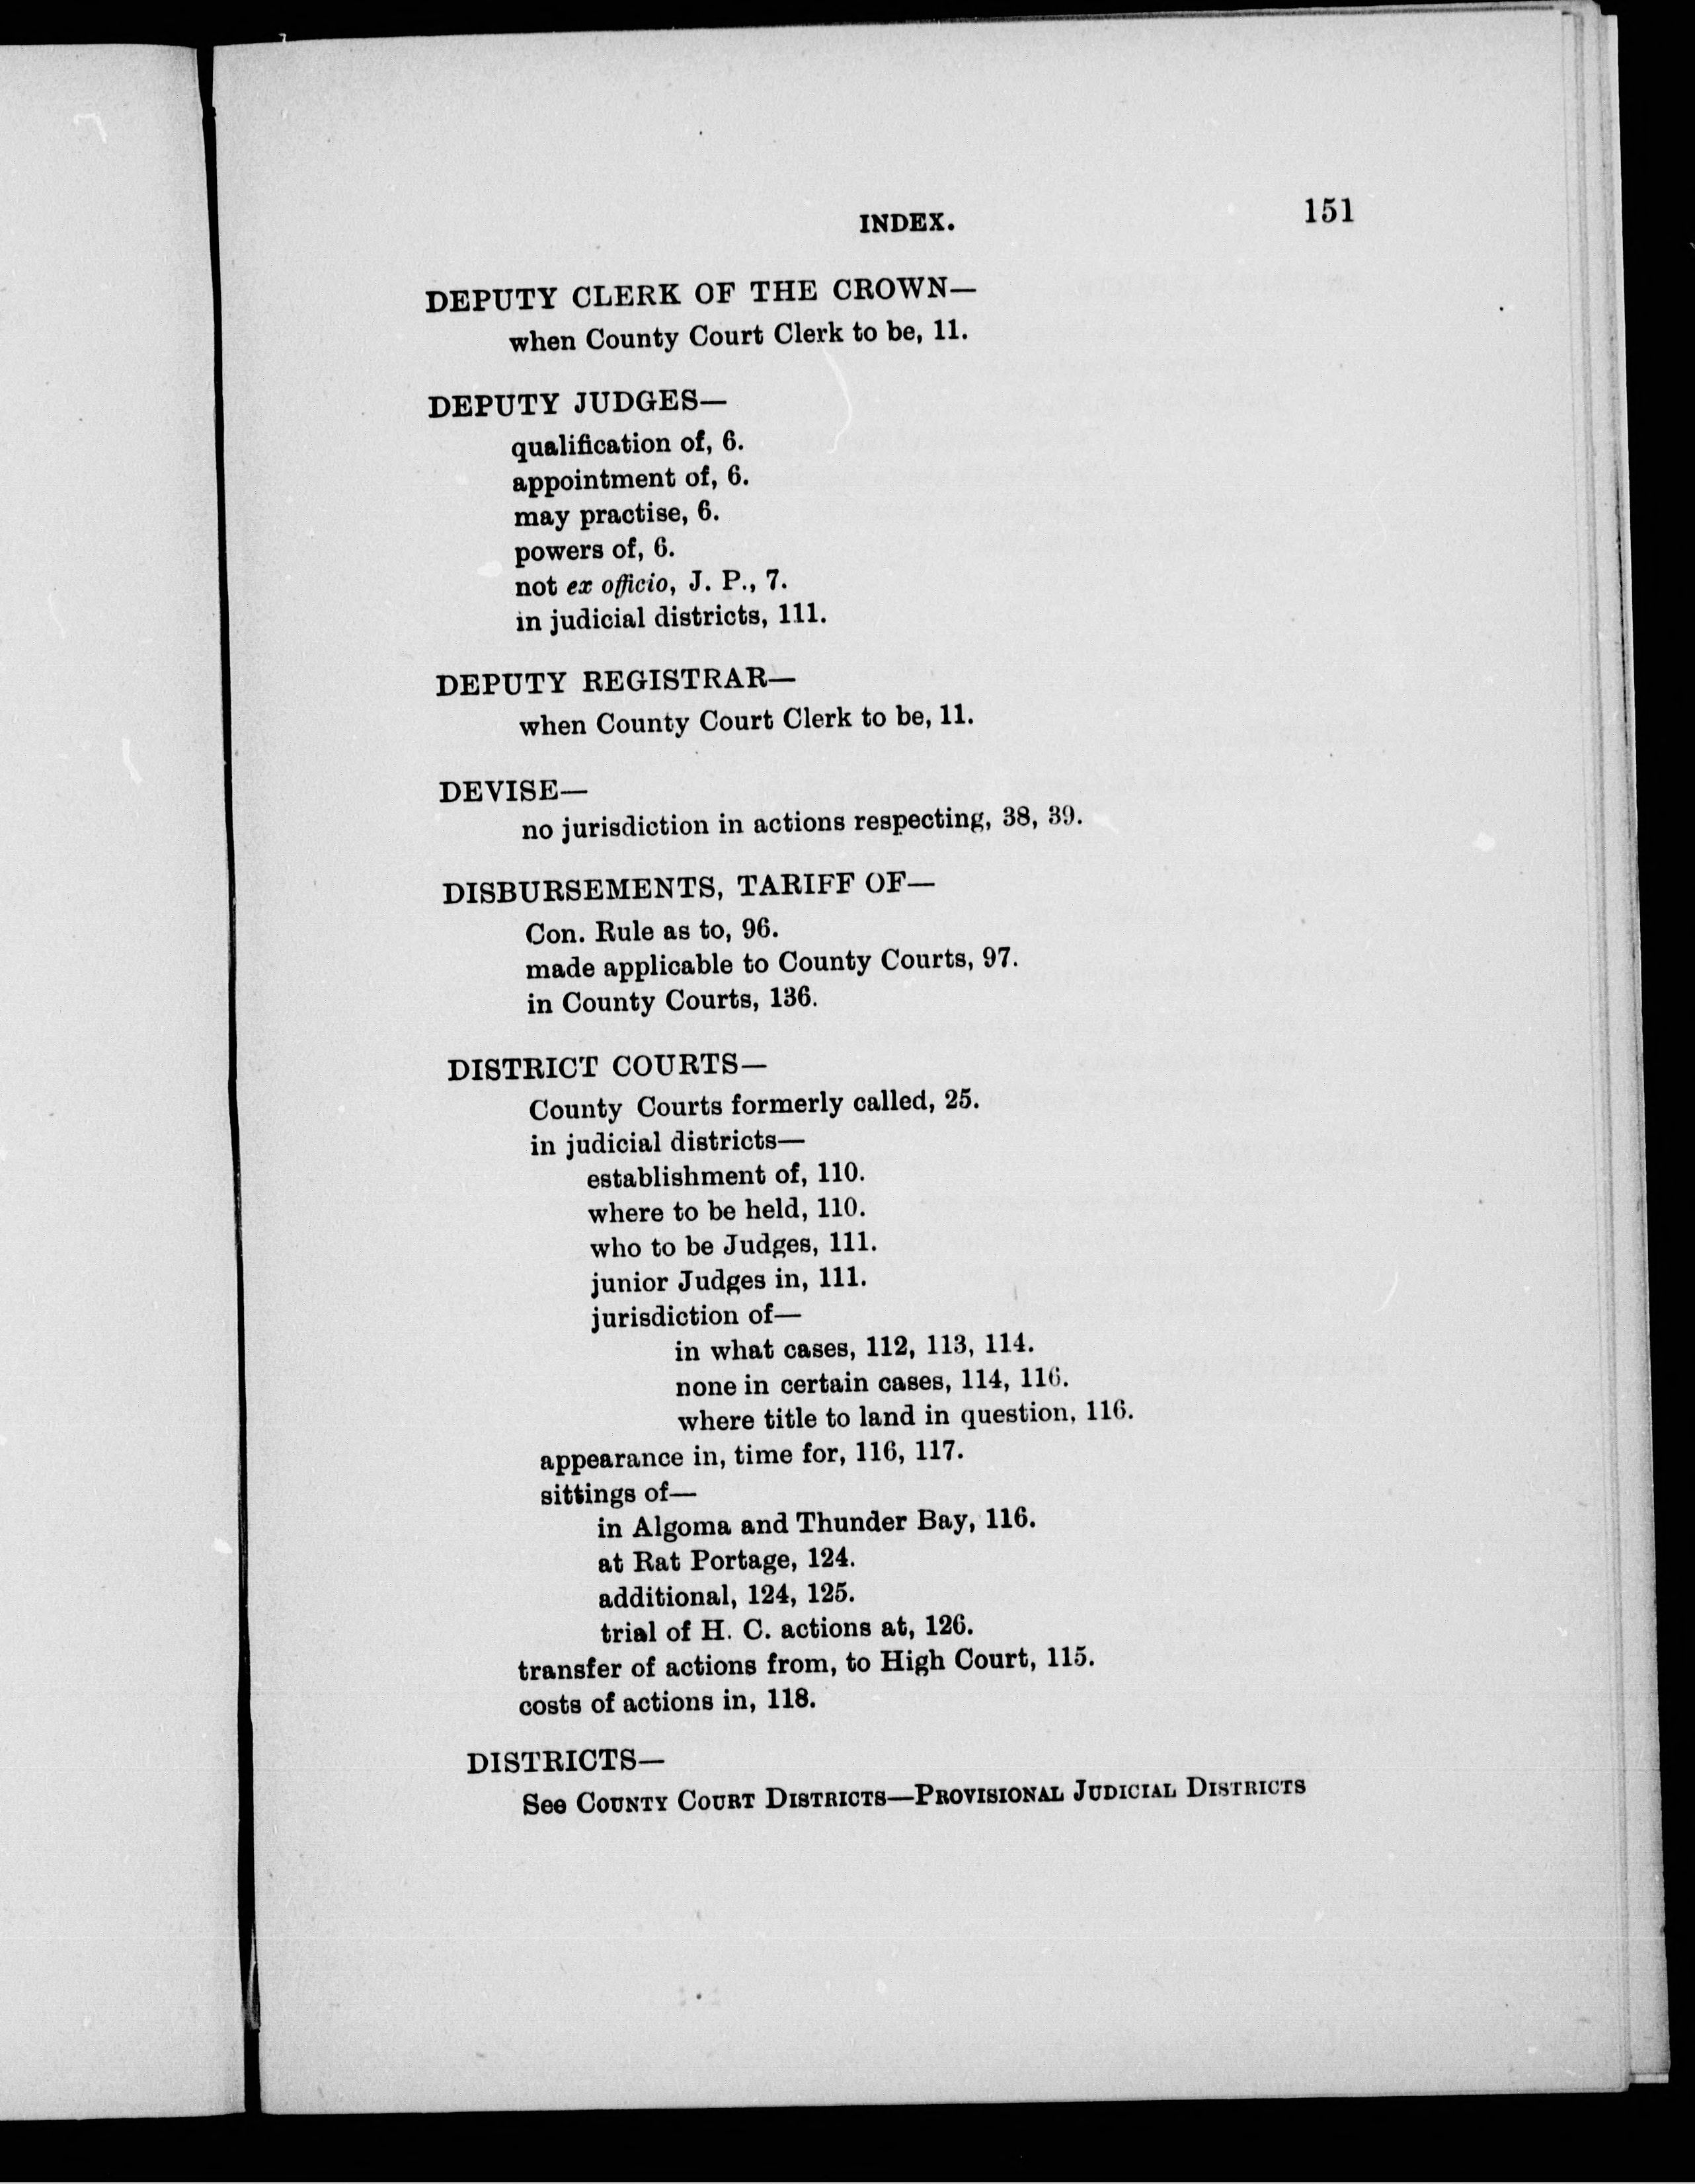 INDEX. 151
DEPUTY CLERK OF THE CROWN—
when County Court Clerk to be, 11.
DEPUTY JUDGES—
qualification of, 6.
appointment of, 6.
may practise, 6.
powers of, 6.
not ex officio, J. P., 7.
in judicial districts, 111.
DEPUTY REGISTRAR—
when County Court Clerk to be, 11.
DEVISE—
no jurisdiction in actions respecting, 38, 39.
DISBURSEMENTS, TARIFF OF—
Con. Rule as to, 96.
made applicable to County Courts, 97.
in County Courts, 136.
DISTRICT COURTS—
County Courts formerly called, 25.
in judicial districts—
establishment of, 110.
where to be held, 110.
who to be Judges, 111.
junior Judges in, 111.
jurisdiction of—
in what cases, 112, 113, 114.
none in certain cases, 114, 116.
where title to land in question, 116.
appearance in, time for, 116, 117.
sittings of—
in Algoma and Thunder Bay, 116.
at Rat Portage, 124.
additional, 124, 125.
trial of H. C. actions at, 126.
transfer of actions from, to High Court, 115.
costs of actions in, 118.
DISTRICTS—
See COUNTY COURT DISTRICTS—PROVISIONAL JUDICIAL DISTRICTS